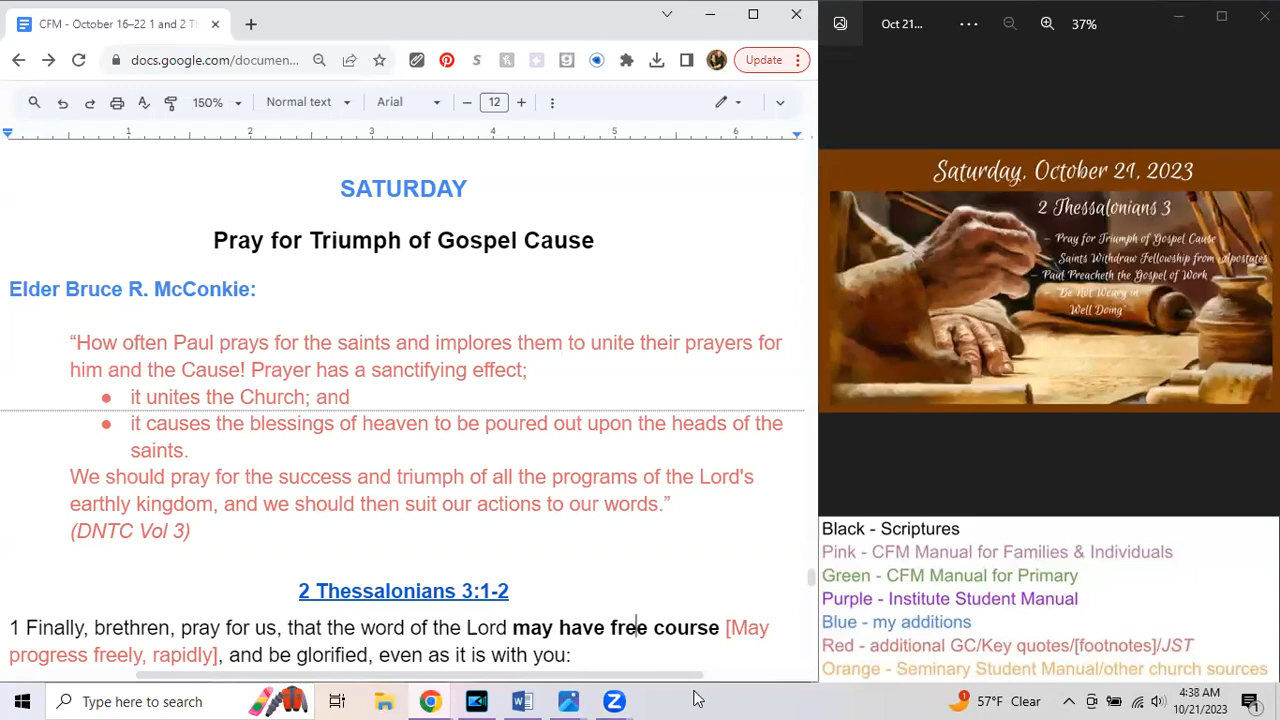 CFM - October 16–22 1 and 2 Th
docs.google.com/documen...
Update
150%
Normal text
Arial
12
1 2 3 4 5 6
SATURDAY
Pray for Triumph of Gospel Cause
Elder Bruce R. McConkie:
“How often Paul prays for the saints and implores them to unite their prayers for
him and the Cause! Prayer has a sanctifying effect;
● it unites the Church; and
● it causes the blessings of heaven to be poured out upon the heads of the
saints.
We should pray for the success and triumph of all the programs of the Lord's
earthly kingdom, and we should then suit our actions to our words.”
(DNTC Vol 3)
2 Thessalonians 3:1-2
1 Finally, brethren, pray for us, that the word of the Lord may have free course [May
progress freely, rapidly], and be glorified, even as it is with you:
Oct 21...
37%
Saturday, October 21, 2023
2 Thessalonians 3
- Pray for Triumph of Gospel Cause
- Saints Withdraw Fellowship from Apostates
- Paul Preacheth the Gospel of Work
- "Be Not Weary in
Well Doing"
Black - Scriptures
Pink - CFM Manual for Families & Individuals
Green - CFM Manual for Primary
Purple - Institute Student Manual
Blue - my additions
Red - additional GC/Key quotes/[footnotes]/JST
Orange - Seminary Student Manual/other church sources
Type here to search
1
57°F Clear
4:38 AM
10/21/2023
1